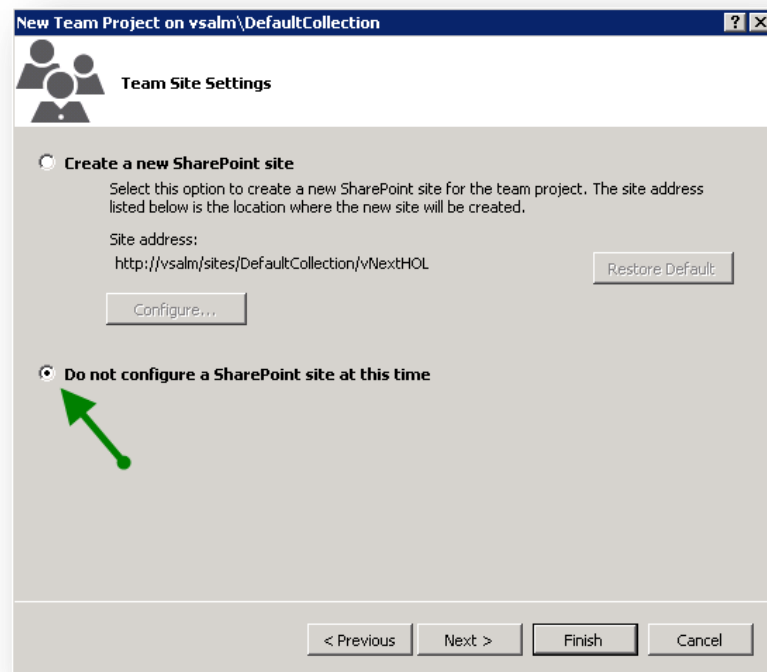 New Team Project on vsalm\DefaultCollection
Team Site Settings
Create a new SharePoint site
Select this option to create a new SharePoint site for the team project. The site address
listed below is the location where the new site will be created.
Site address:
http://vsalm/sites/DefaultCollection/vNextHOL
Restore Default
Configure...
Do not configure a SharePoint site at this time
< Previous
Next >
Finish
Cancel